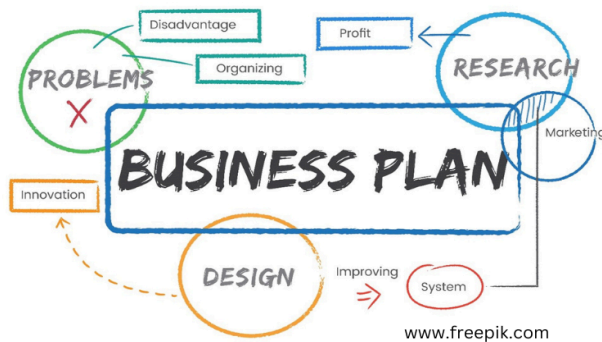 Disadvantage
Profit
Organizing
PROBLEMS
X
RESEARCH
Marketing
BUSINESS PLAN
Innovation
DESIGN
Improving
System
www.freepik.com